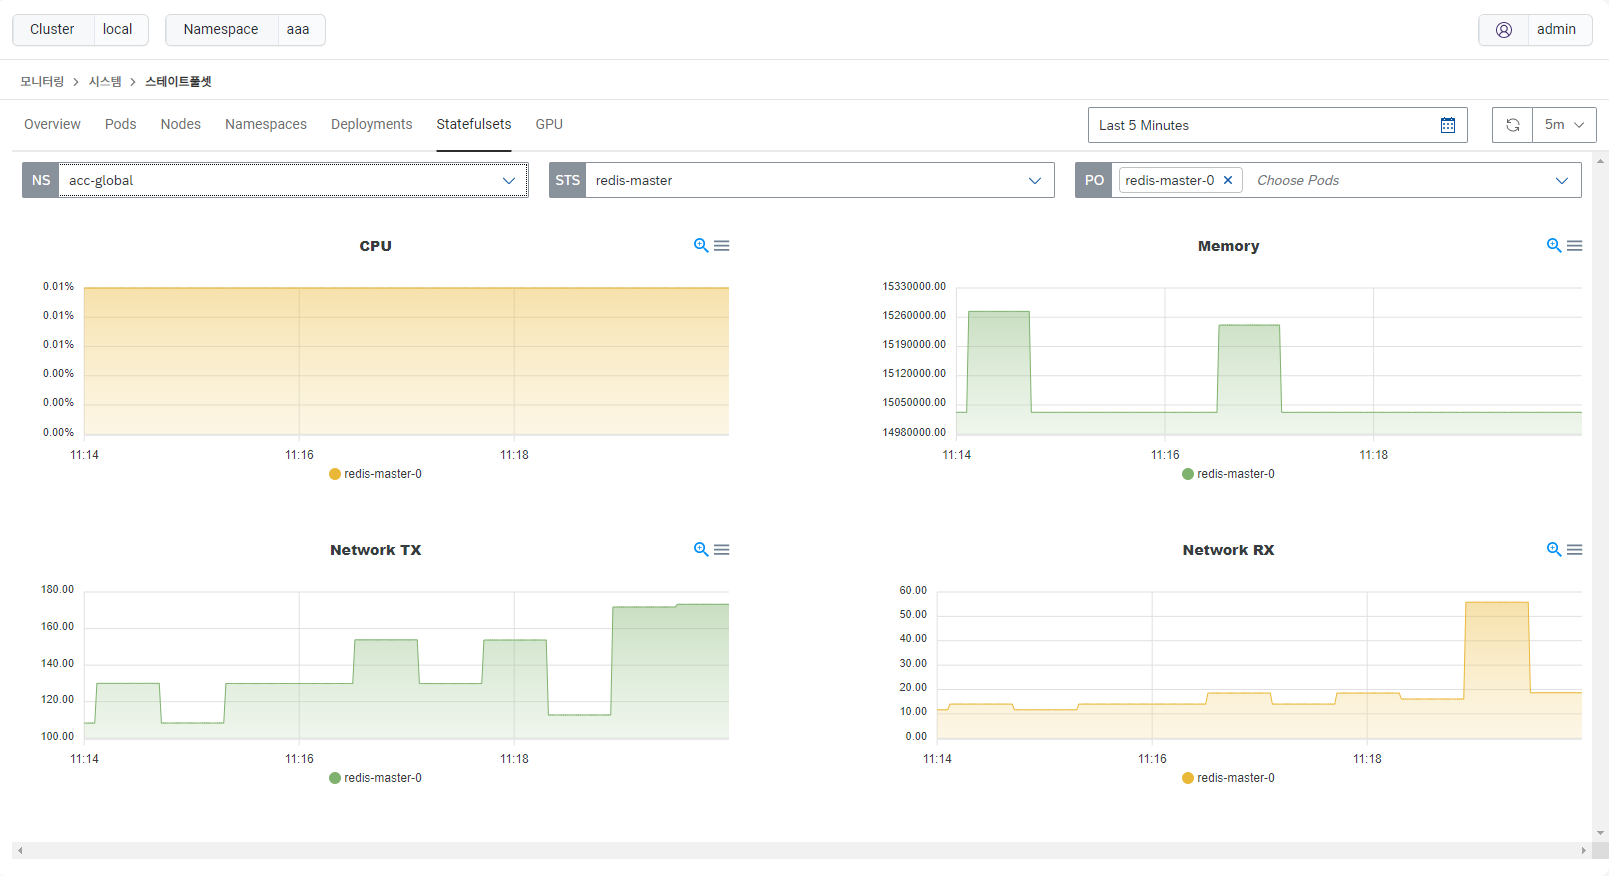 Cluster local Namespace aaa admin
모니터링 > 시스템 > 스테이트풀셋
Overview Pods Nodes Namespaces Deployments Statefulsets GPU Last 5 Minutes 5m
NS acc-global STS redis-master PO redis-master-0 × Choose Pods
CPU
0.01%
0.01%
0.01%
0.00%
0.00%
0.00%
11:14 11:16 11:18
redis-master-0
Memory
15330000.00
15260000.00
15190000.00
15120000.00
15050000.00
14980000.00
11:14 11:16 11:18
redis-master-0
Network TX
180.00
160.00
140.00
120.00
100.00
11:14 11:16 11:18
redis-master-0
Network RX
60.00
50.00
40.00
30.00
20.00
10.00
0.00
11:14 11:16 11:18
redis-master-0